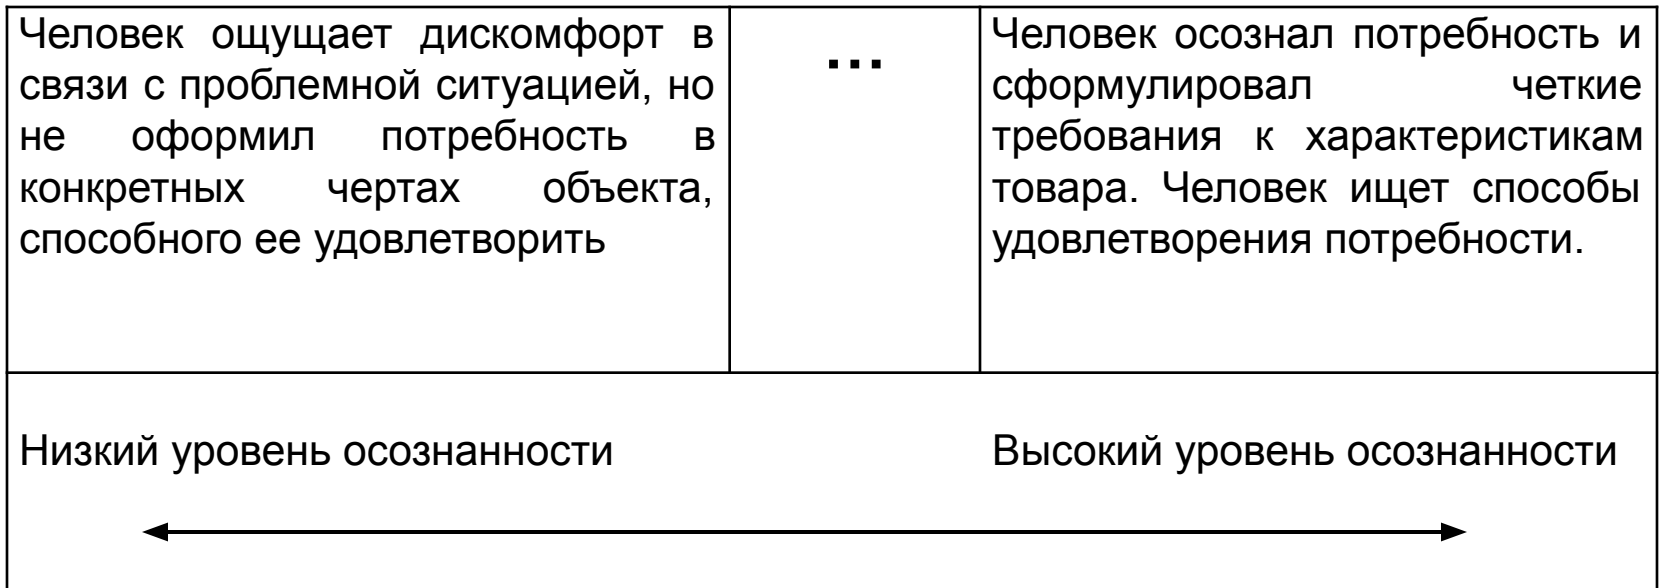 Человек ощущает дискомфорт в
связи с проблемной ситуацией, но
не оформил потребность в
конкретных чертах объекта,
способного ее удовлетворить
...
Человек осознал потребность и
сформулировал четкие
требования к характеристикам
товара. Человек ищет способы
удовлетворения потребности.
Низкий уровень осознанности
Высокий уровень осознанности